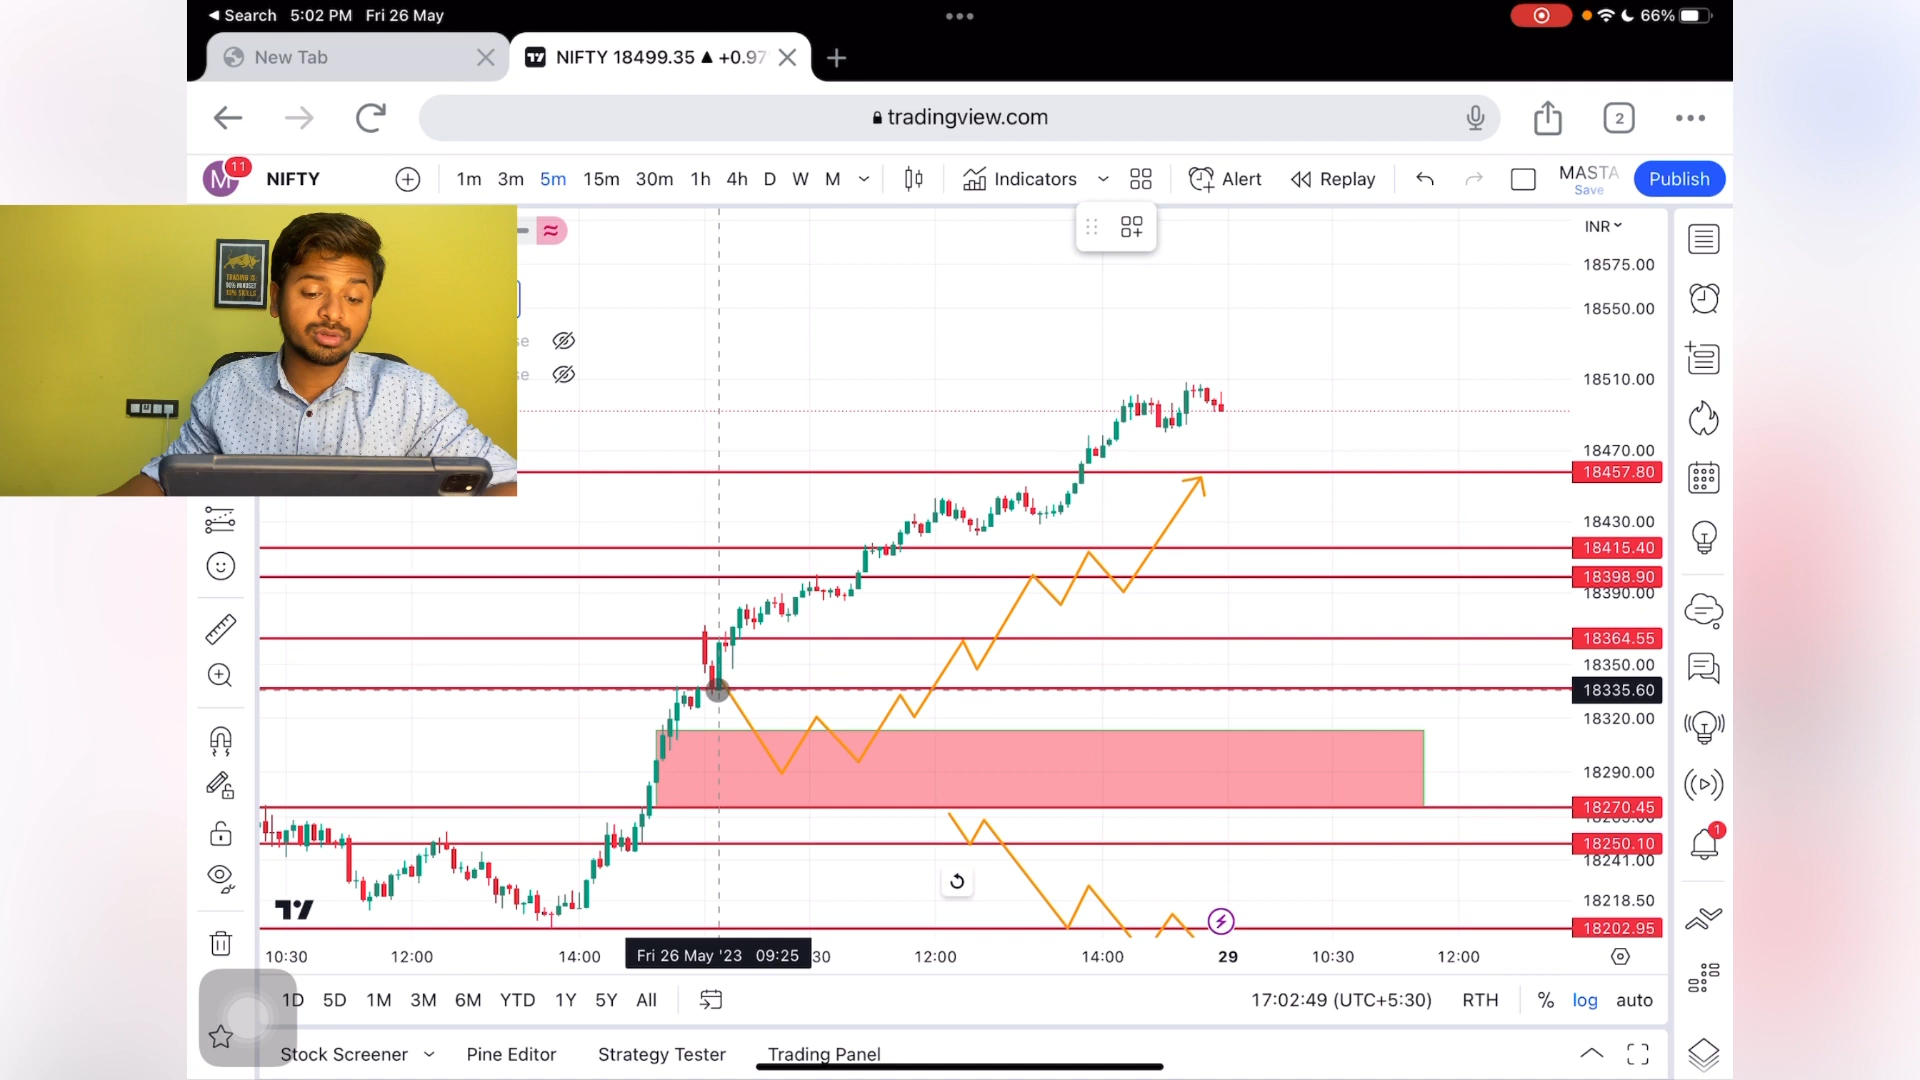 Search 5:02 PM Fri 26 May
66%
New Tab
NIFTY 18499.35 ▲ +0.97
tradingview.com
2
M 11 NIFTY 1m 3m 5m 15m 30m 1h 4h D W M Indicators Alert Replay MASTA Save Publish
INR
TRADING IS
18575.00
18550.00
18510.00
18470.00
18457.80
18430.00
18415.40
18398.90
18390.00
18364.55
18350.00
18335.60
18320.00
18290.00
18270.45
18250.10
18241.00
18218.50
18202.95
1
10:30 12:00 14:00 Fri 26 May '23 09:25 30 12:00 14:00 29 10:30 12:00
1D 5D 1M 3M 6M YTD 1Y 5Y All 17:02:49 (UTC+5:30) RTH % log auto
Stock Screener Pine Editor Strategy Tester Trading Panel